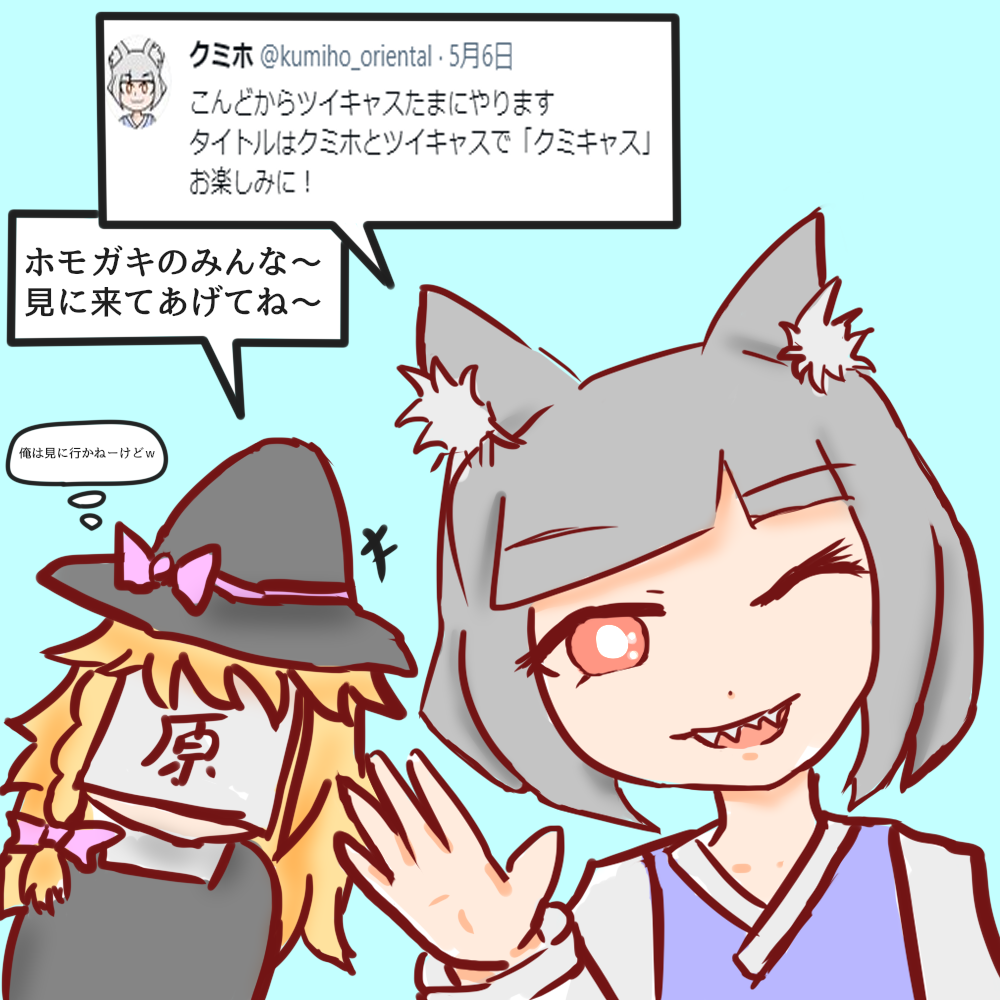 クミホ @kumiho_oriental · 5月6日
こんどからツイキャスたまにやります
タイトルはクミホとツイキャスで「クミキャス」
お楽しみに！
ホモガキのみんな～
見に来てあげてね～
俺は見に行かねーけどw
原